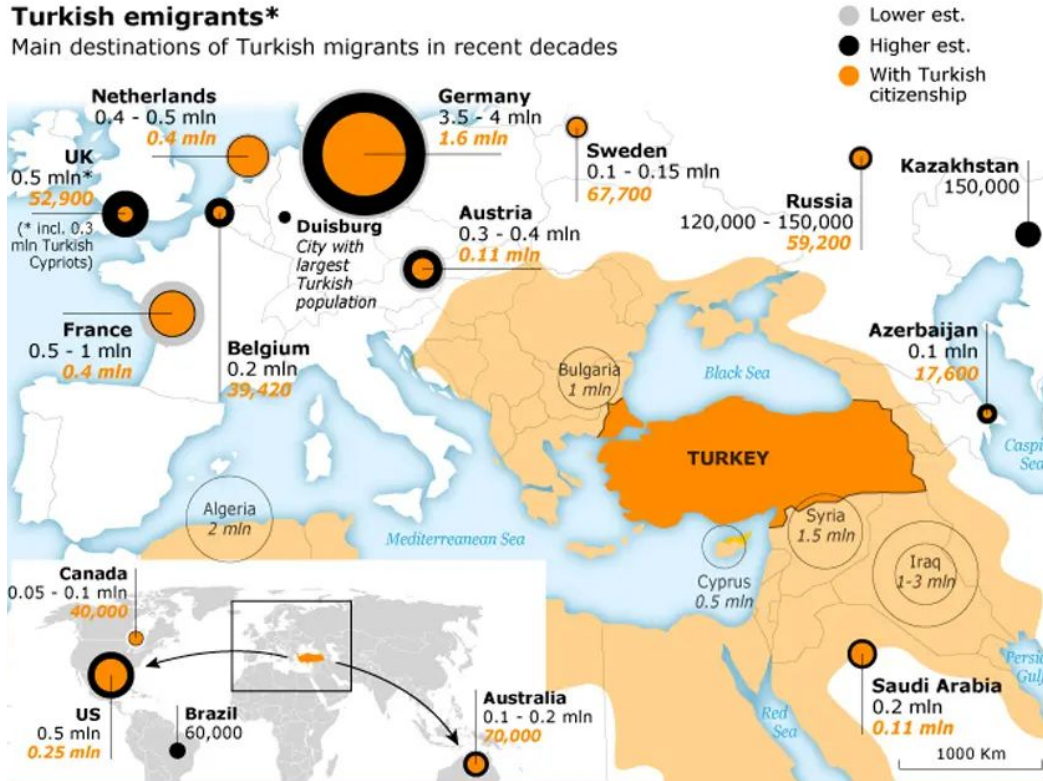 Turkish emigrants*
Main destinations of Turkish migrants in recent decades
Lower est.
Higher est.
With Turkish
citizenship
Netherlands
0.4 - 0.5 mln
0.4 mln
Germany
3.5 - 4 mln
1.6 mln
UK
0.5 mln*
52,900
(* incl. 0.3
mln Turkish
Cypriots)
Sweden
0.1 - 0.15 mln
67,700
Russia
120,000 - 150,000
59,200
Kazakhstan
150,000
Duisburg
City with
largest
Turkish
population
Austria
0.3 - 0.4 mln
0.11 mln
France
0.5 - 1 mln
0.4 mln
Belgium
0.2 mln
39,420
Azerbaijan
0.1 mln
17,600
Bulgaria
1 mln
Black Sea
TURKEY
Caspi
Sea
Algeria
2 mln
Mediterranean Sea
Syria
1.5 mln
Cyprus
0.5 mln
Iraq
1-3 mln
Canada
0.05 - 0.1 mln
40,000
US
0.5 mln
0.25 mln
Brazil
60,000
Australia
0.1 - 0.2 mln
70,000
Red
Sea
Saudi Arabia
0.2 mln
0.11 mln
Persi
Gulf
1000 Km